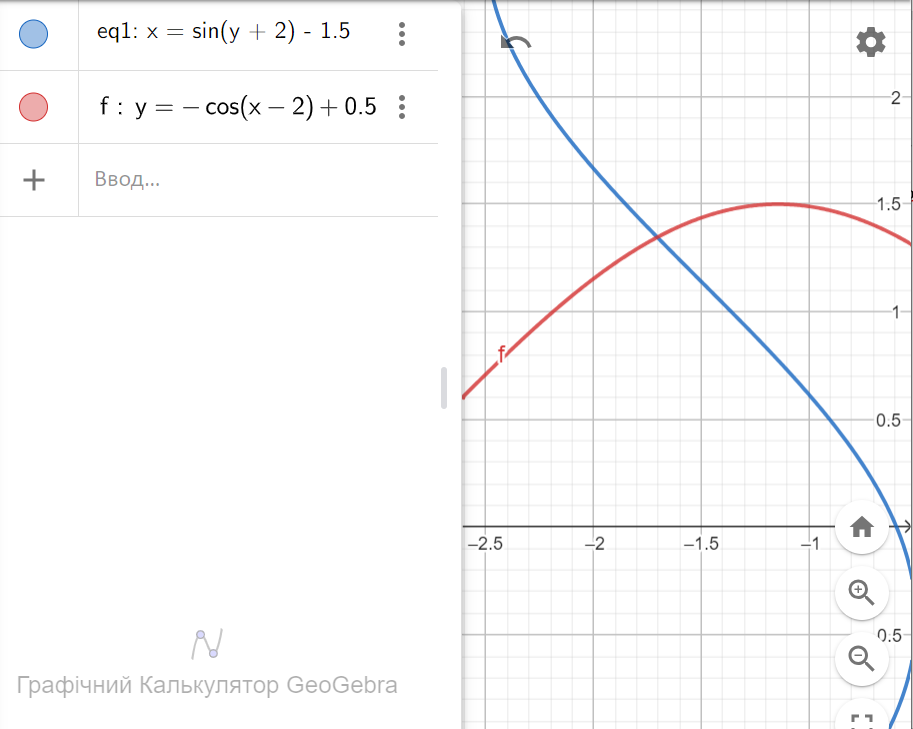 eq1: x = sin(y + 2) - 1.5
f : y = − cos(x − 2) + 0.5
+
Ввод...
Графічний Калькулятор GeoGebra
2
1.5
f
1
0.5
−2.5
−2
−1.5
−1
0.5